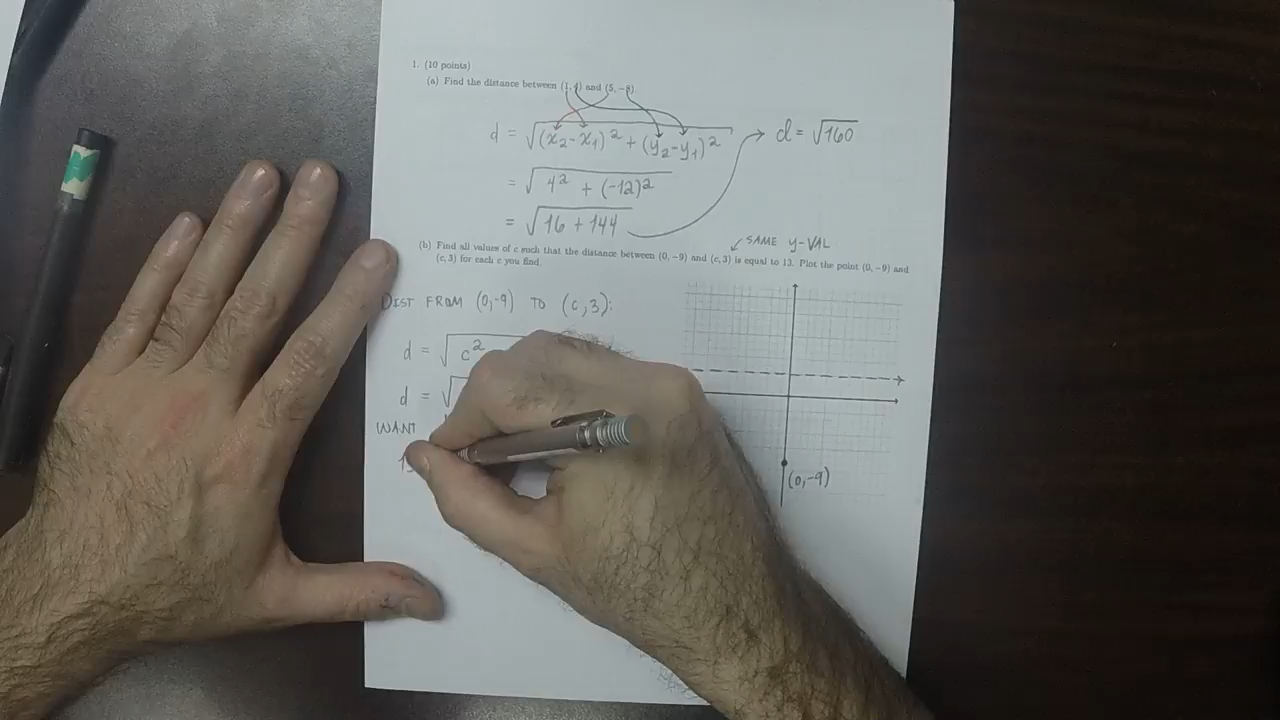 1. (10 points)
(a) Find the distance between (1, 4) and (5, −8).
d = √(x₂-x₁)² + (y₂-y₁)²
= √4² + (-12)²
= √16 + 144
d = √160
SAME y-VAL
(b) Find all values of c such that the distance between (0, −9) and (c, 3) is equal to 13. Plot the point (0, −9) and
(c, 3) for each c you find.
DIST FROM (0,-9) TO (c,3):
d = √c²
d = √
WANT
(0,-9)